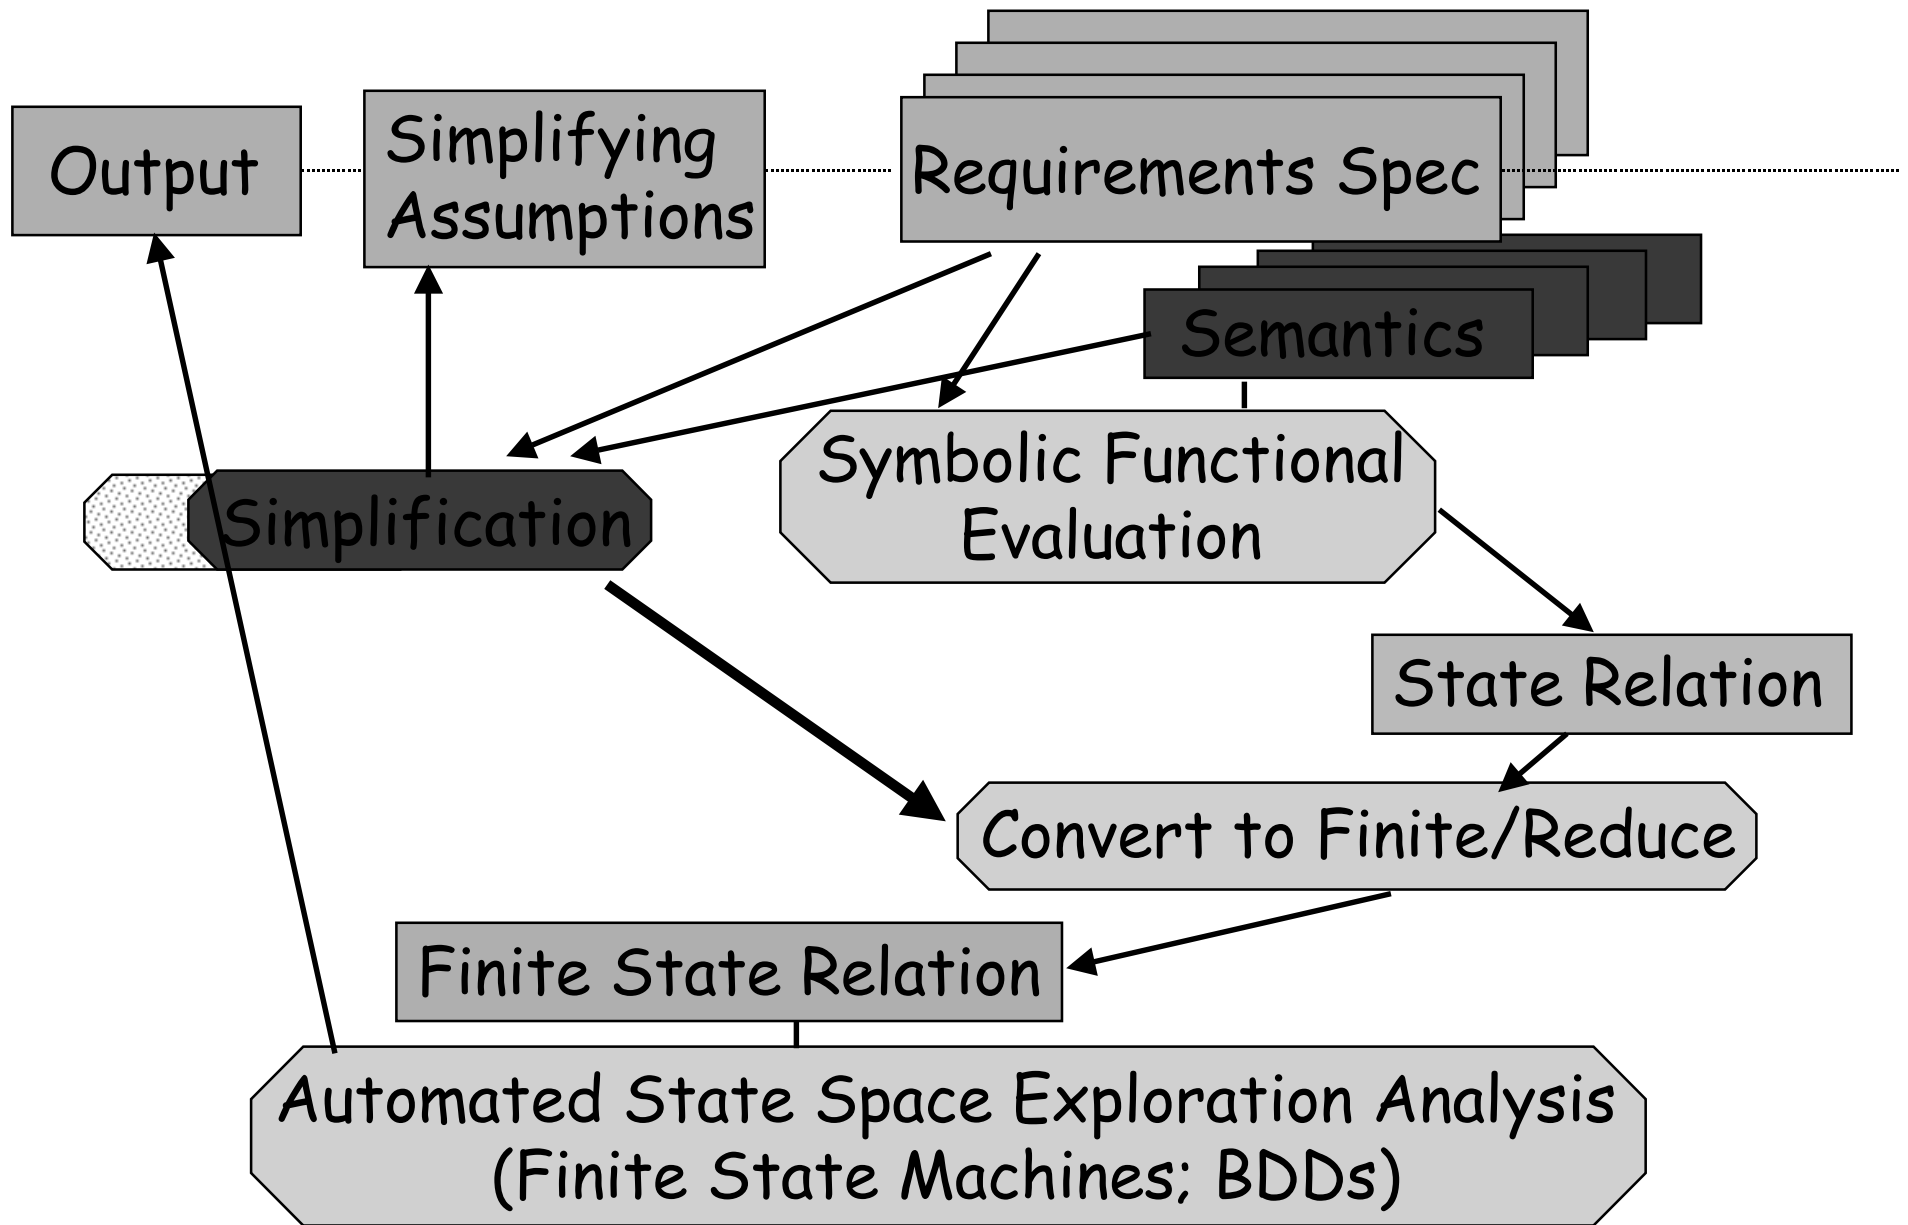 Output
Simplifying
Assumptions
Requirements Spec
Semantics
Symbolic Functional
Evaluation
Simplification
State Relation
Convert to Finite/Reduce
Finite State Relation
Automated State Space Exploration Analysis
(Finite State Machines; BDDs)